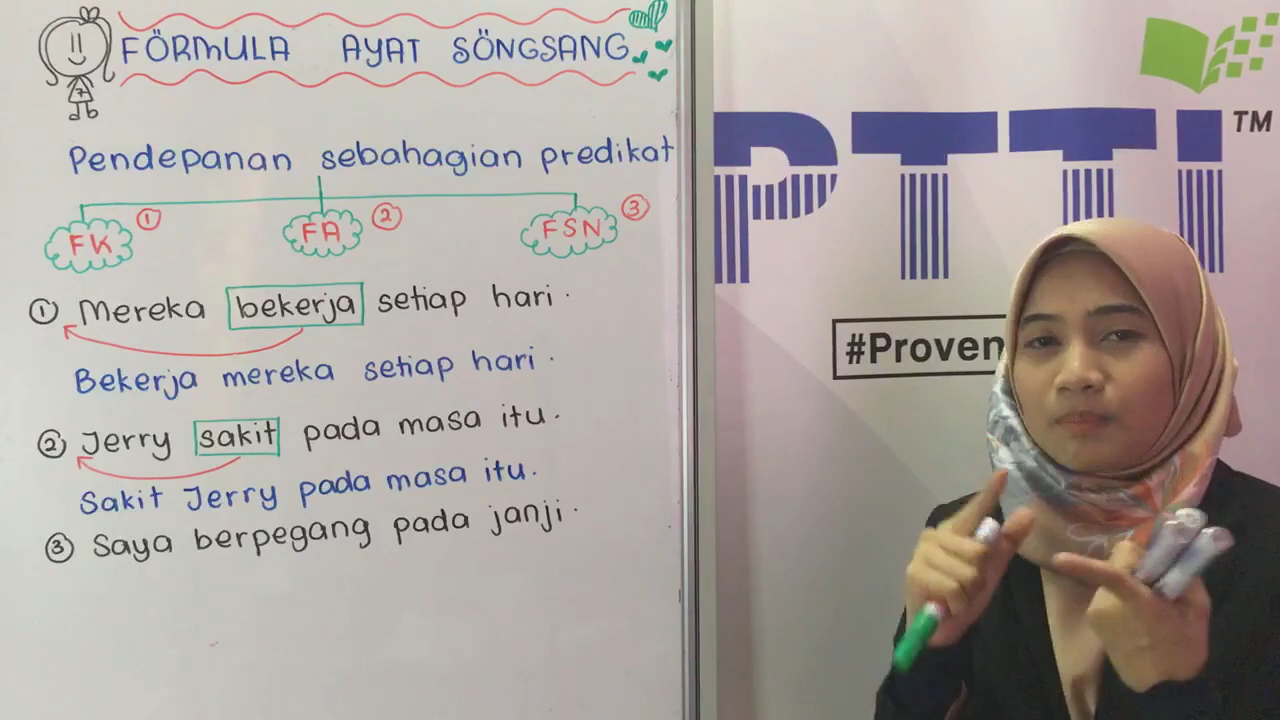 FÖRMULA AYAT SÖNGSANG
Pendepanan sebahagian predikat
FK 1 FA 2 FSN 3
1 Mereka bekerja setiap hari.
Bekerja mereka setiap hari.
2 Jerry sakit pada masa itu.
Sakit Jerry pada masa itu.
3 Saya berpegang pada janji.
PTTI TM
#Proven